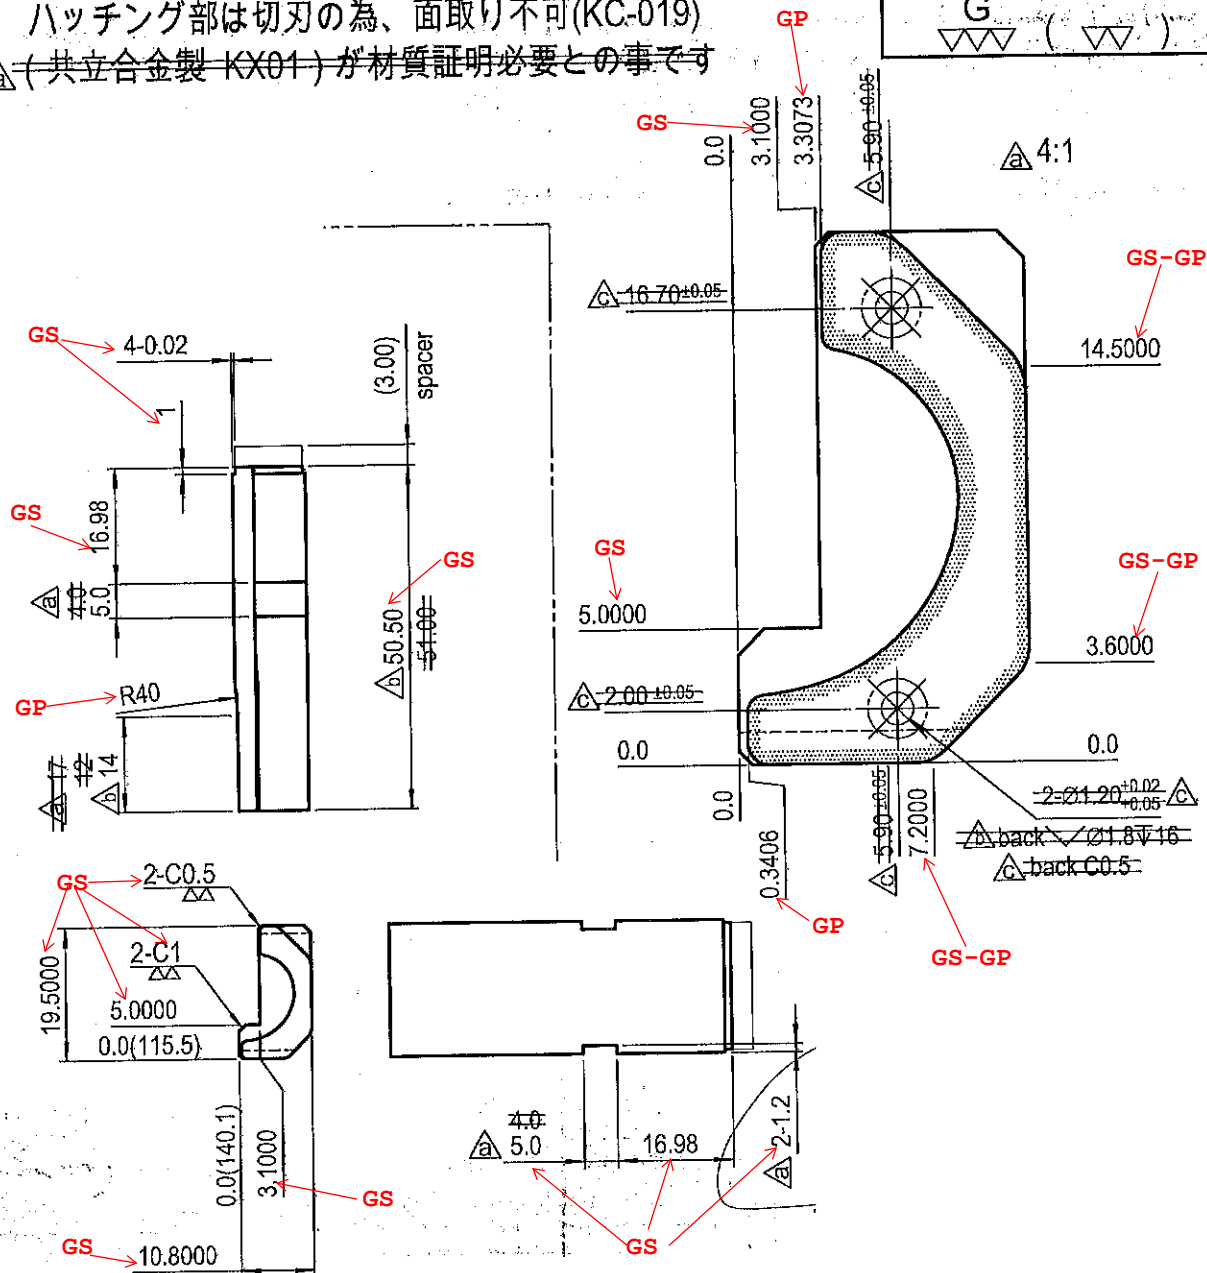 ハッチング部は切刃の為、面取り不可(KC-019)
a (共立合金製 KX01)が材質証明必要との事です
G
( )
GP
GS
0.0
3.1000
3.3073
c 5.90 ±0.05
a 4:1
GS-GP
14.5000
c 16.70±0.05
GS
4-0.02
1
(3.00)
spacer
GS
16.98
a 4.0
5.0
GS
b 50.50
51.00
GP
R40
a 17
12
b 14
GS
5.0000
GS-GP
3.6000
c 2.00 ±0.05
0.0
0.0
0.0
0.3406
GP
c 5.90 ±0.05
7.2000
GS-GP
2-Ø1.20 +0.02
+0.05 c
b back Ø1.8↧16
c back C0.5
GS
2-C0.5
2-C1
19.5000
5.0000
0.0(115.5)
0.0(140.1)
3.1000
GS
GS
10.8000
4.0
a 5.0
16.98
a 2-1.2
GS